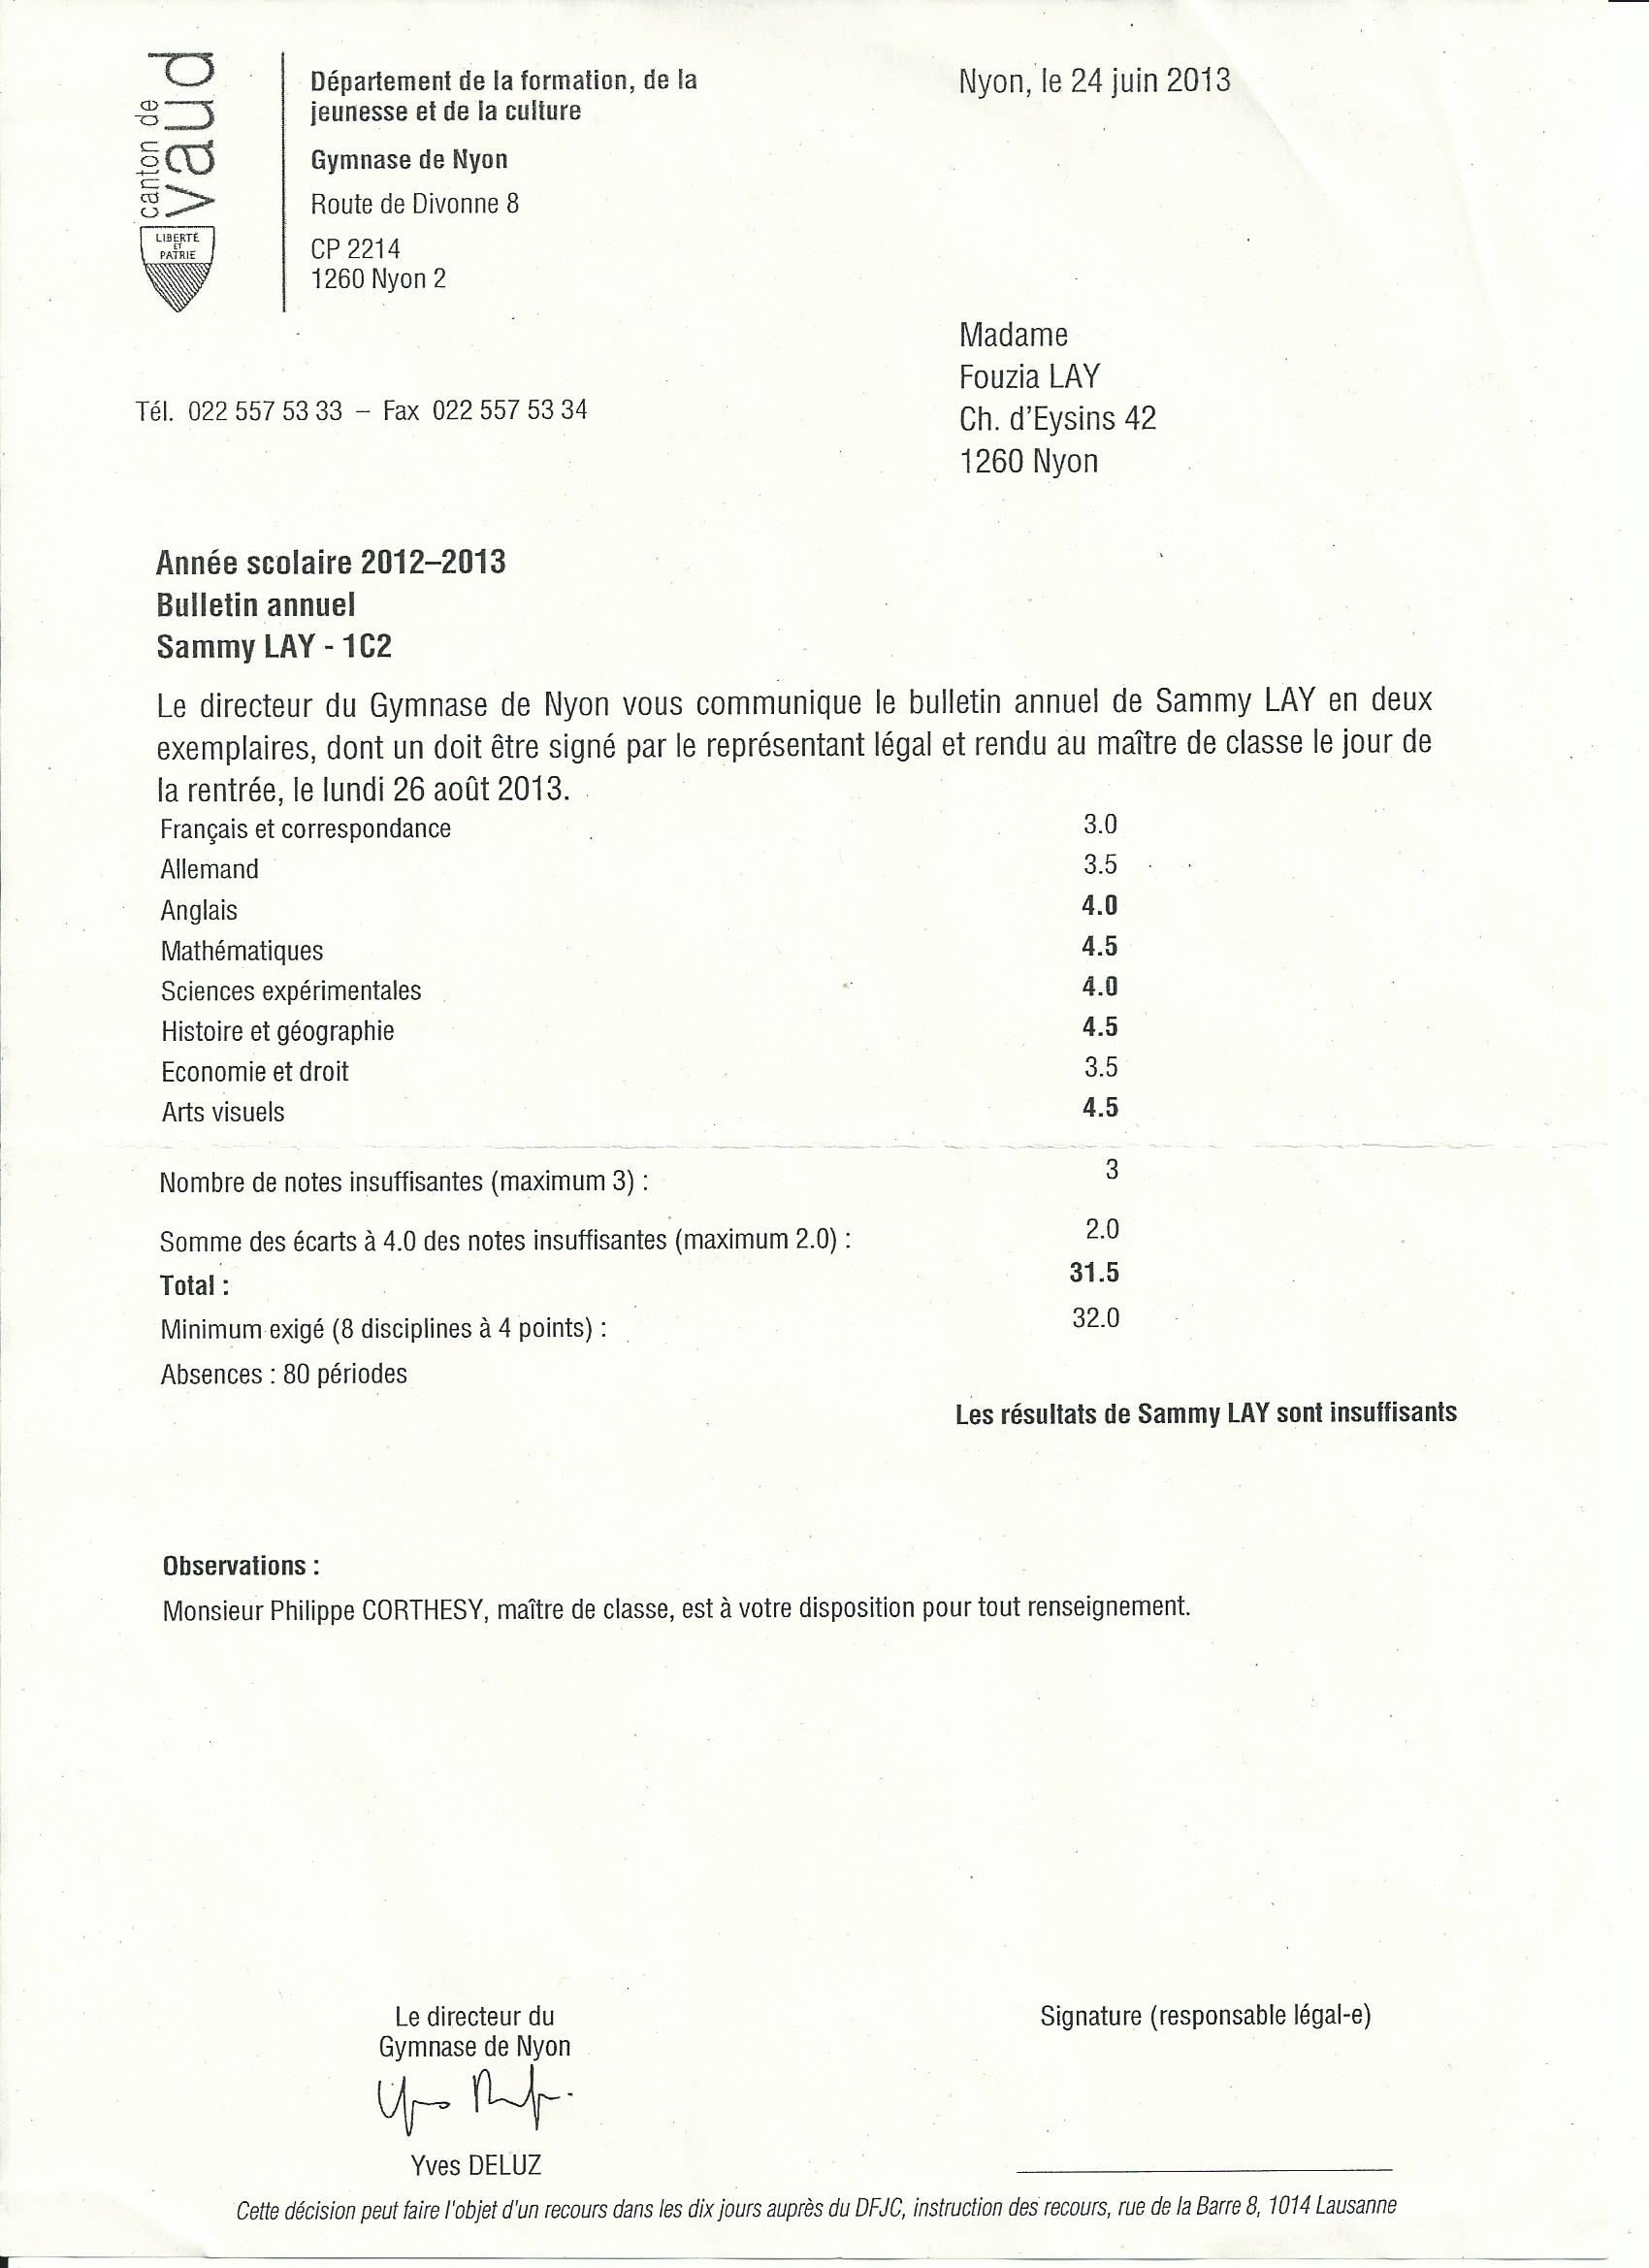 canton de
vaud
LIBERTÉ
ET
PATRIE
Département de la formation, de la
jeunesse et de la culture
Gymnase de Nyon
Route de Divonne 8
CP 2214
1260 Nyon 2
Nyon, le 24 juin 2013
Madame
Fouzia LAY
Ch. d'Eysins 42
1260 Nyon
Tél. 022 557 53 33 – Fax 022 557 53 34
Année scolaire 2012–2013
Bulletin annuel
Sammy LAY - 1C2
Le directeur du Gymnase de Nyon vous communique le bulletin annuel de Sammy LAY en deux
exemplaires, dont un doit être signé par le représentant légal et rendu au maître de classe le jour de
la rentrée, le lundi 26 août 2013.
Français et correspondance 3.0
Allemand 3.5
Anglais 4.0
Mathématiques 4.5
Sciences expérimentales 4.0
Histoire et géographie 4.5
Economie et droit 3.5
Arts visuels 4.5
Nombre de notes insuffisantes (maximum 3) : 3
Somme des écarts à 4.0 des notes insuffisantes (maximum 2.0) : 2.0
Total : 31.5
Minimum exigé (8 disciplines à 4 points) : 32.0
Absences : 80 périodes
Les résultats de Sammy LAY sont insuffisants
Observations :
Monsieur Philippe CORTHESY, maître de classe, est à votre disposition pour tout renseignement.
Le directeur du
Gymnase de Nyon
Yves DELUZ
Signature (responsable légal-e)
Cette décision peut faire l'objet d'un recours dans les dix jours auprès du DFJC, instruction des recours, rue de la Barre 8, 1014 Lausanne